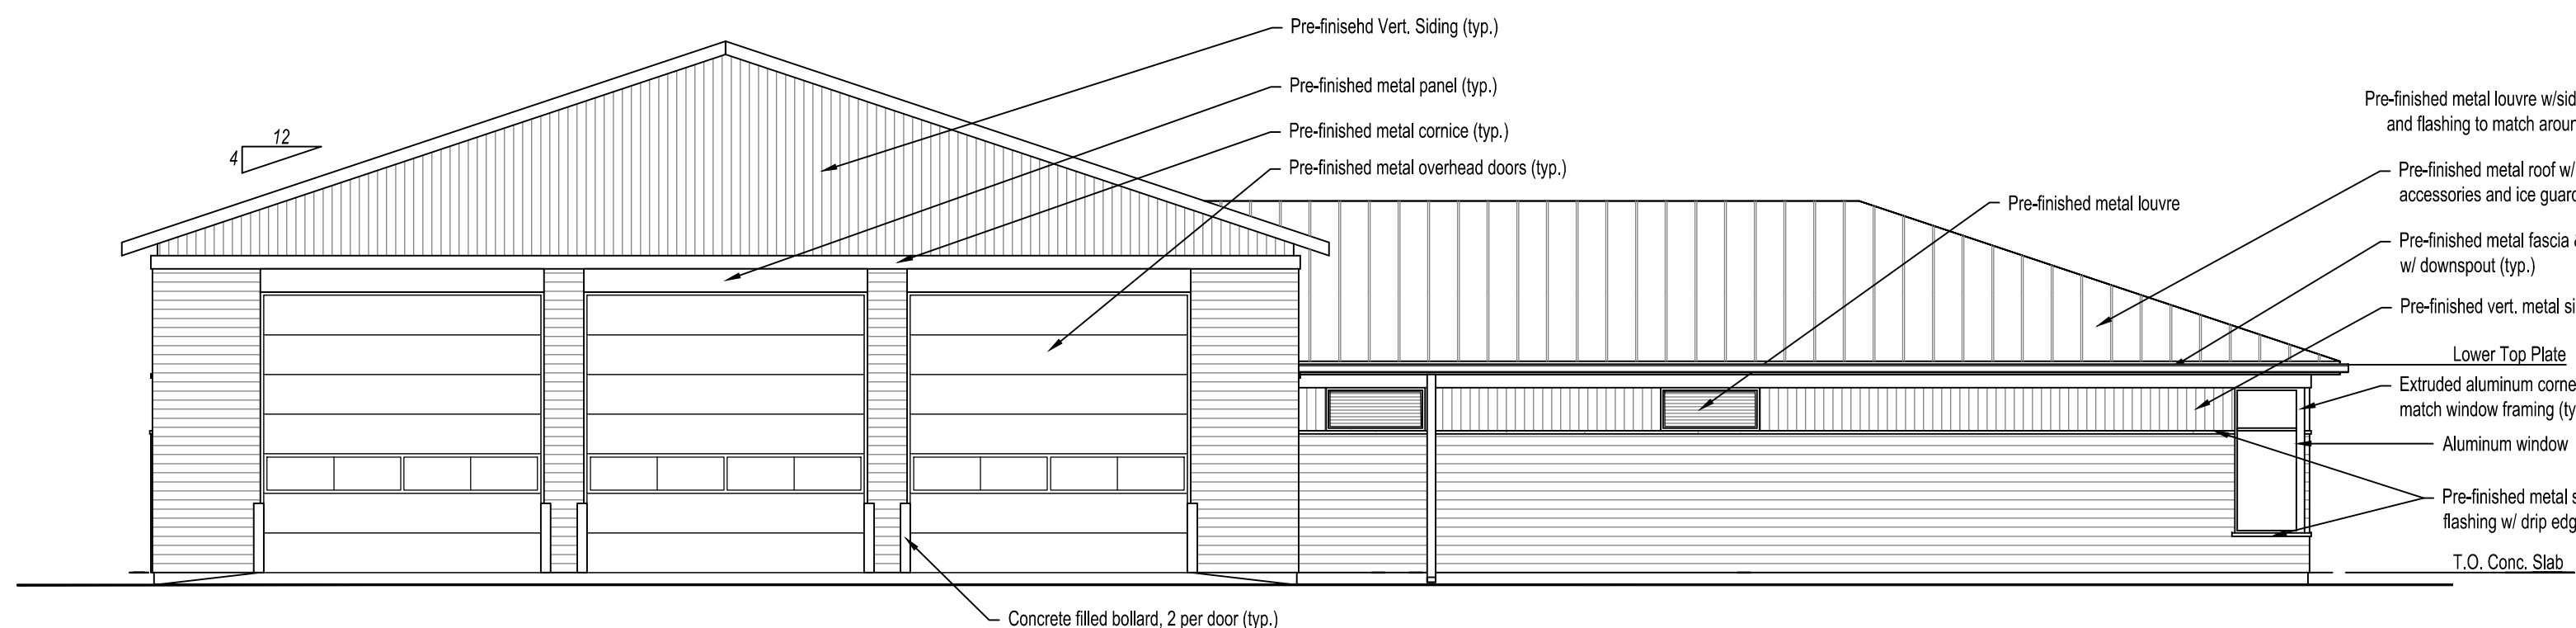 Pre-finisehd Vert. Siding (typ.)
Pre-finished metal panel (typ.)
Pre-finished metal cornice (typ.)
Pre-finished metal overhead doors (typ.)
12
4
Pre-finished metal louvre
Pre-finished metal louvre w/sid
and flashing to match aroun
Pre-finished metal roof w/
accessories and ice guard
Pre-finished metal fascia &
w/ downspout (typ.)
Pre-finished vert. metal si
Lower Top Plate
Extruded aluminum corne
match window framing (ty
Aluminum window
Pre-finished metal s
flashing w/ drip edg
T.O. Conc. Slab
Concrete filled bollard, 2 per door (typ.)